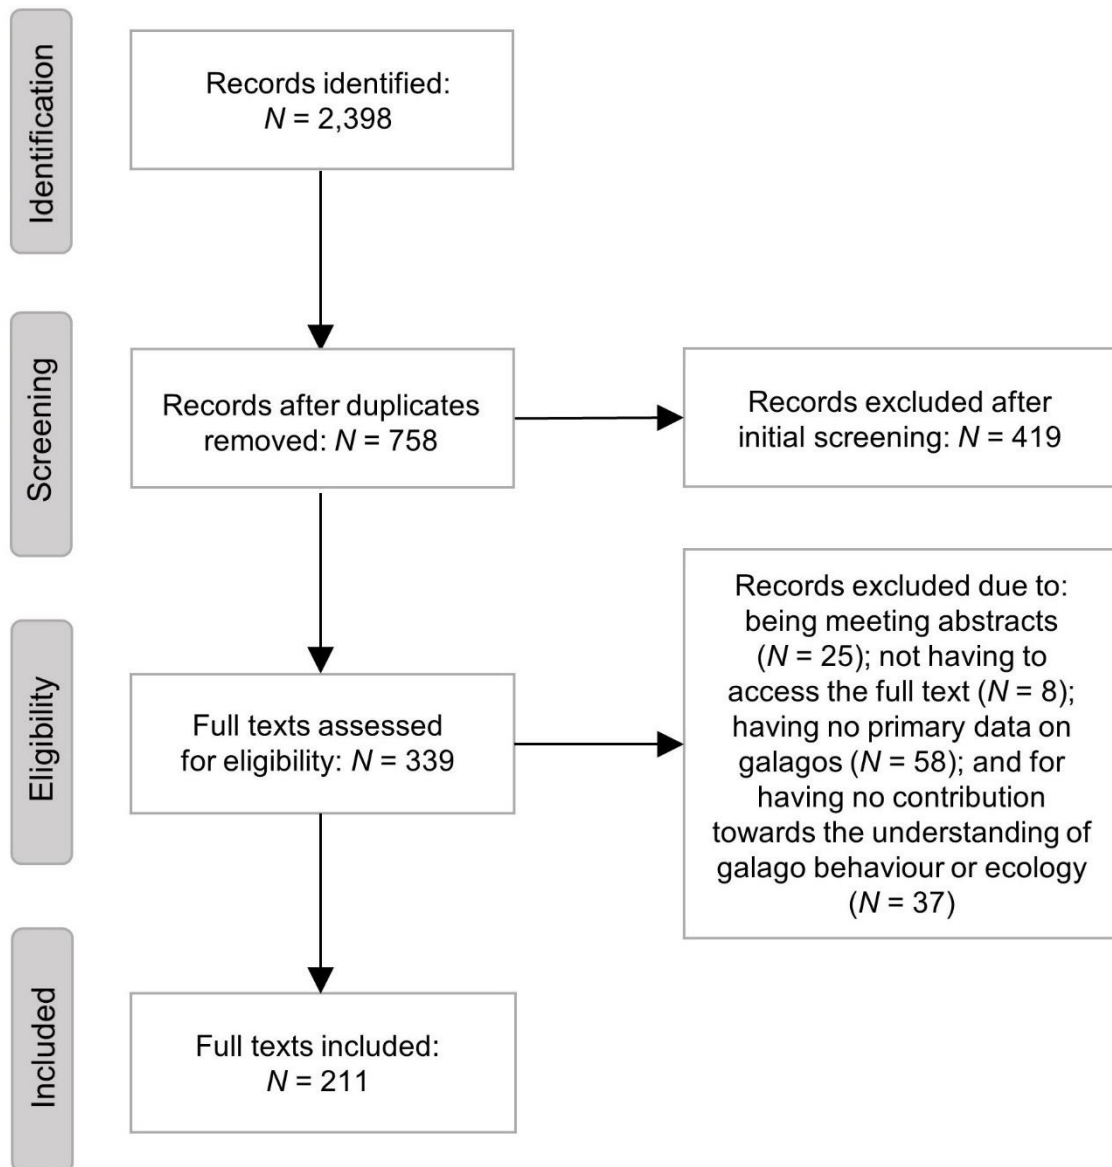 Identification
Records identified:
N = 2,398
Screening
Records after duplicates
removed: N = 758
Records excluded after
initial screening: N = 419
Eligibility
Full texts assessed
for eligibility: N = 339
Records excluded due to:
being meeting abstracts
(N = 25); not having to
access the full text (N = 8);
having no primary data on
galagos (N = 58); and for
having no contribution
towards the understanding of
galago behaviour or ecology
(N = 37)
Included
Full texts included:
N = 211